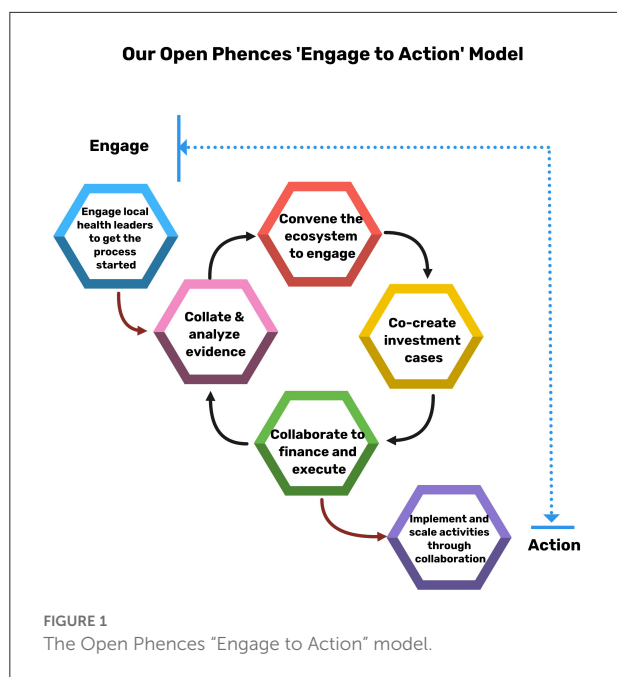 Our Open Phences 'Engage to Action' Model
Engage
Engage local
health leaders
to get the
process
started
Convene the
ecosystem
to engage
Collate &
analyze
evidence
Co-create
investment
cases
Collaborate to
finance and
execute
Implement and
scale activities
through
collaboration
Action
FIGURE 1
The Open Phences “Engage to Action” model.